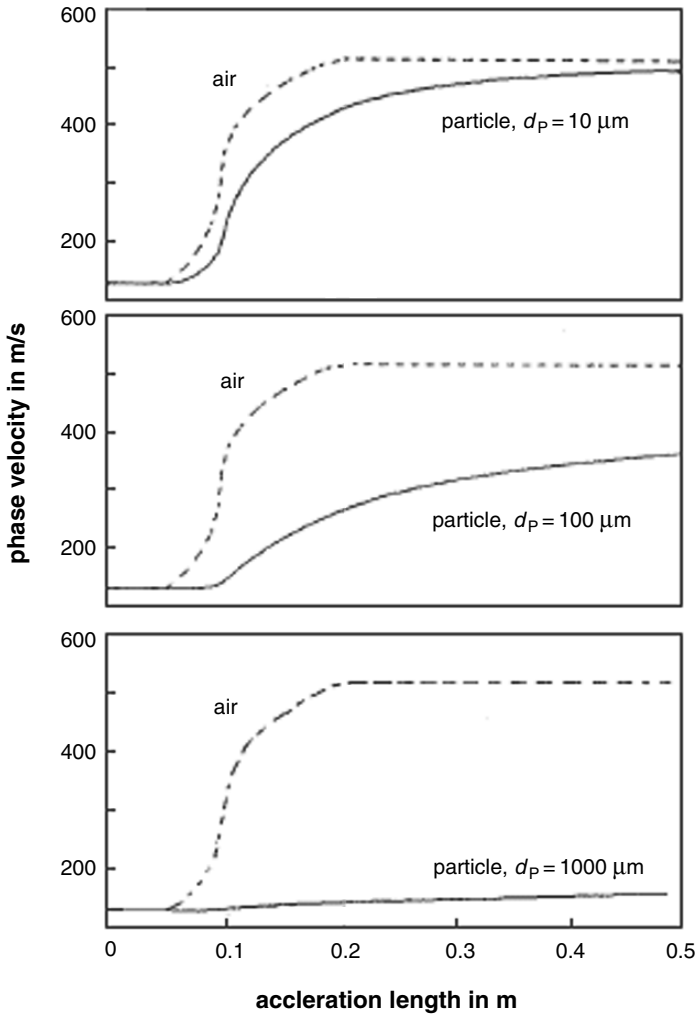 600
air
400
particle, dP = 10 µm
200
600
air
400
particle, dP = 100 µm
200
phase velocity in m/s
600
air
400
particle, dP = 1000 µm
200
0 0.1 0.2 0.3 0.4 0.5
accleration length in m